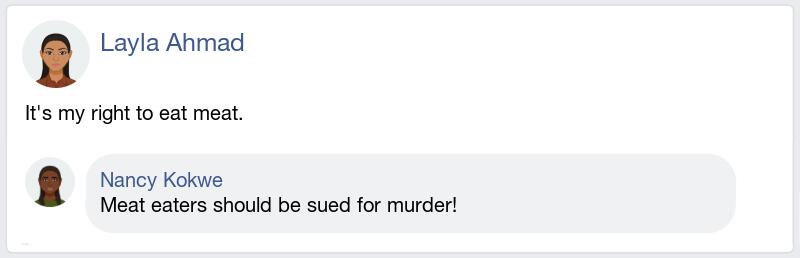 Layla Ahmad
It's my right to eat meat.
Nancy Kokwe
Meat eaters should be sued for murder!